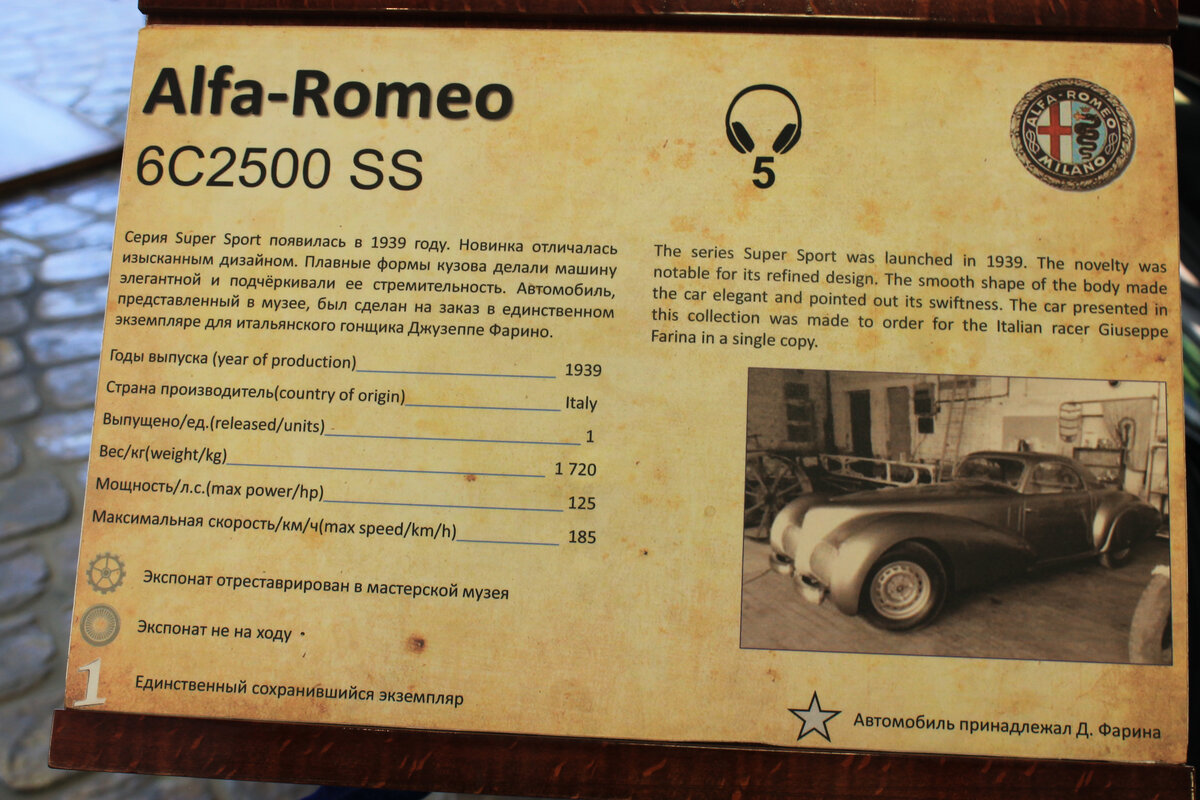 Alfa-Romeo
6C2500 SS
5
ALFA-ROMEO
MILANO
Серия Super Sport появилась в 1939 году. Новинка отличалась
изысканным дизайном. Плавные формы кузова делали машину
элегантной и подчёркивали ее стремительность. Автомобиль,
представленный в музее, был сделан на заказ в единственном
экземпляре для итальянского гонщика Джузеппе Фарино.
The series Super Sport was launched in 1939. The novelty was
notable for its refined design. The smooth shape of the body made
the car elegant and pointed out its swiftness. The car presented in
this collection was made to order for the Italian racer Giuseppe
Farina in a single copy.
Годы выпуска (year of production) 1939
Страна производитель(country of origin) Italy
Выпущено/ед.(released/units) 1
Вес/кг(weight/kg) 1 720
Мощность/л.с.(max power/hp) 125
Максимальная скорость/км/ч(max speed/km/h) 185
Экспонат отреставрирован в мастерской музея
Экспонат не на ходу
1 Единственный сохранившийся экземпляр
Автомобиль принадлежал Д. Фарина